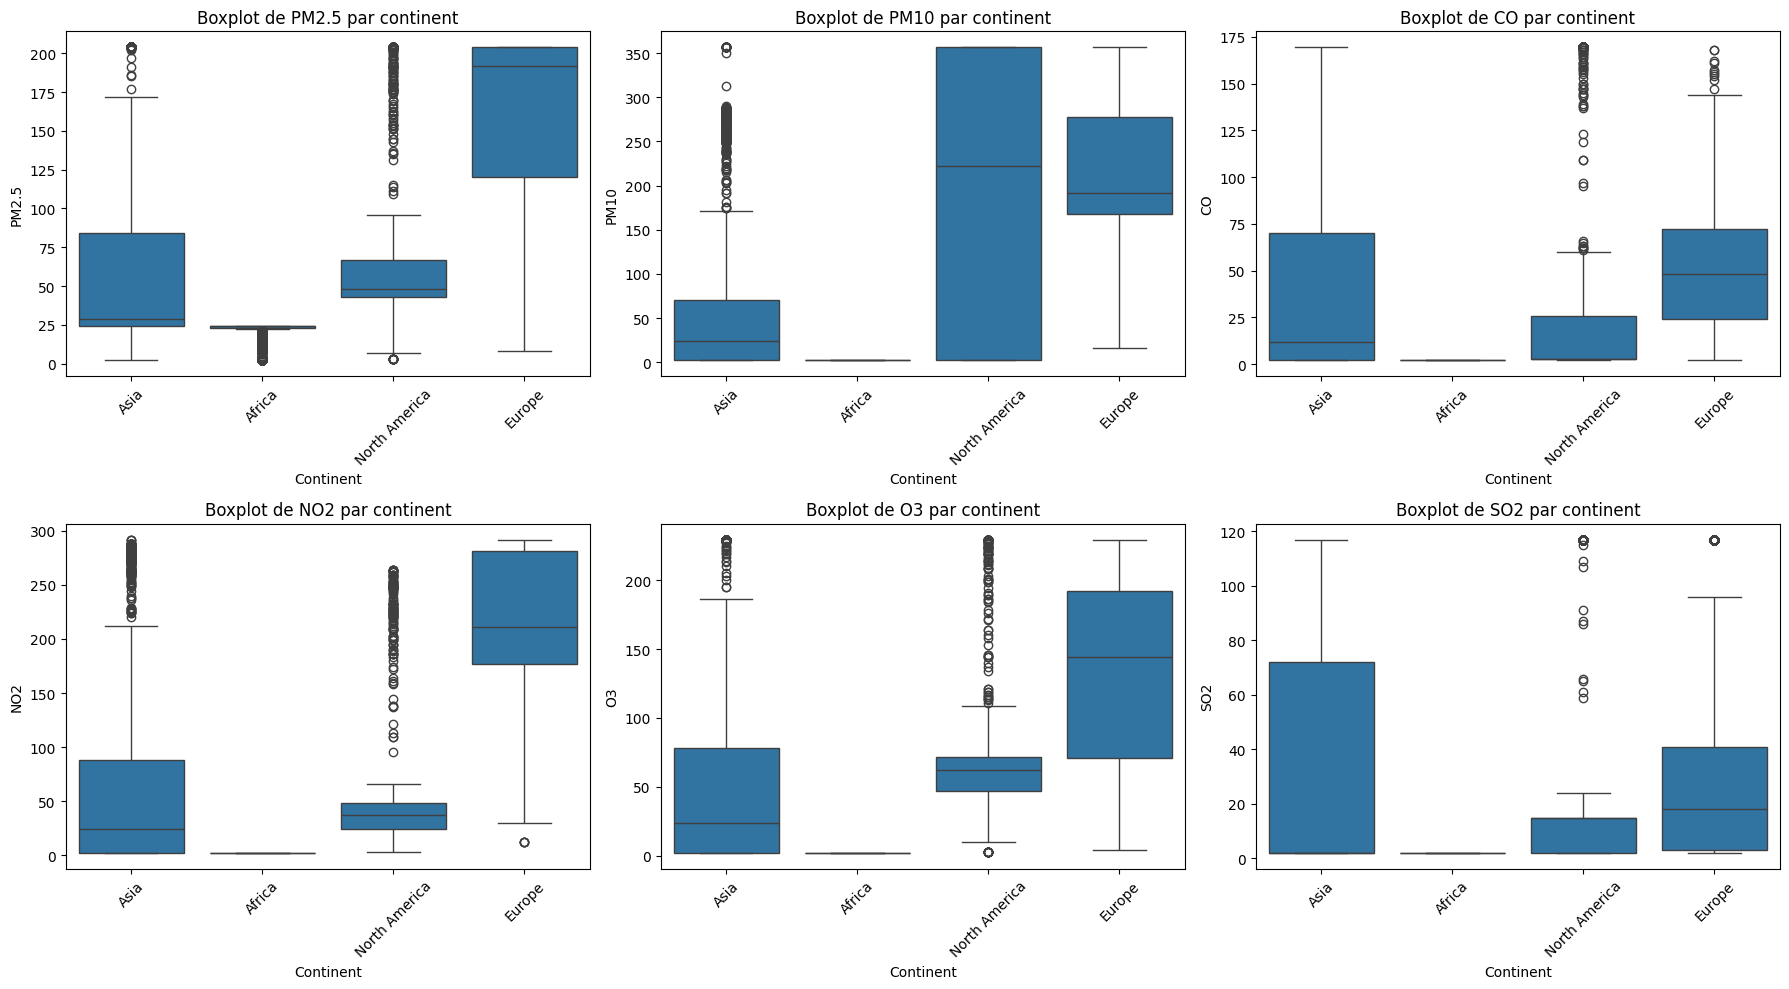 Boxplot de PM2.5 par continent
PM2.5
200
175
150
125
100
75
50
25
0
Asia
Africa
North America
Europe
Continent
Boxplot de PM10 par continent
PM10
350
300
250
200
150
100
50
0
Asia
Africa
North America
Europe
Continent
Boxplot de CO par continent
CO
175
150
125
100
75
50
25
0
Asia
Africa
North America
Europe
Continent
Boxplot de NO2 par continent
NO2
300
250
200
150
100
50
0
Asia
Africa
North America
Europe
Continent
Boxplot de O3 par continent
O3
200
150
100
50
0
Asia
Africa
North America
Europe
Continent
Boxplot de SO2 par continent
SO2
120
100
80
60
40
20
0
Asia
Africa
North America
Europe
Continent